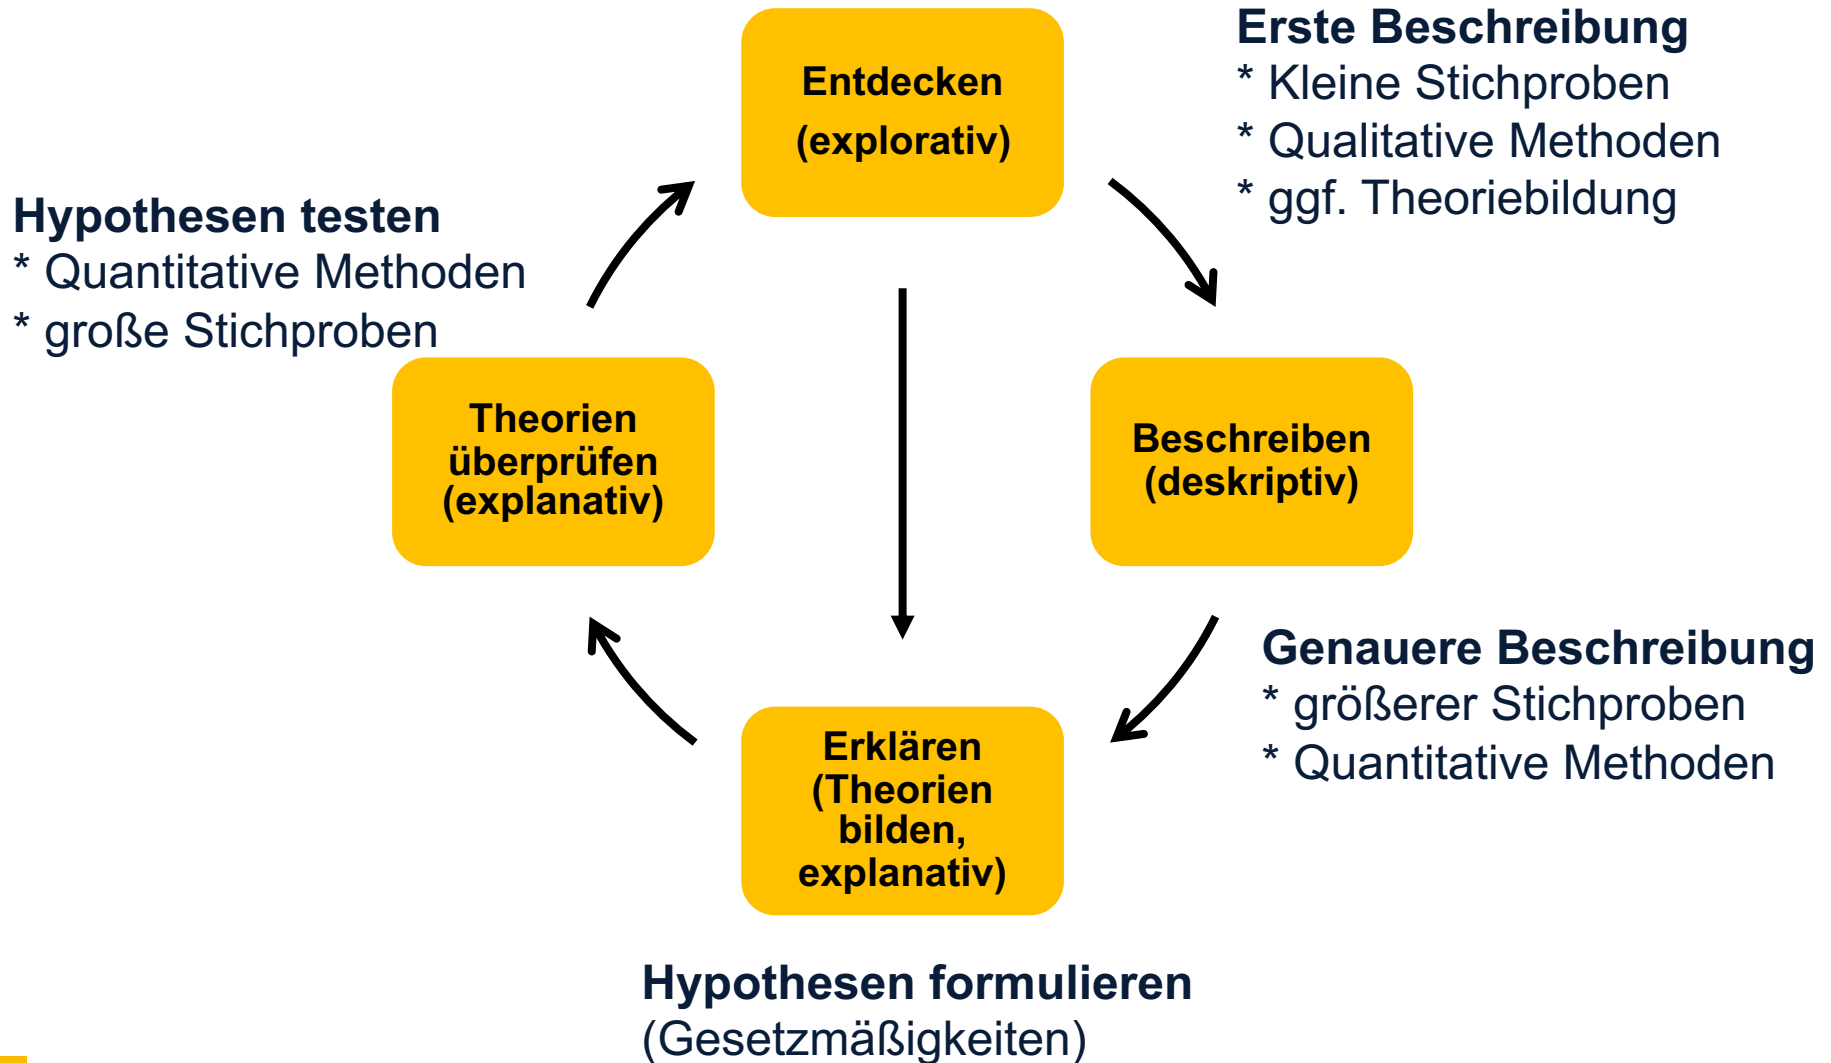 Entdecken
(explorativ)
Erste Beschreibung
* Kleine Stichproben
* Qualitative Methoden
* ggf. Theoriebildung
Hypothesen testen
* Quantitative Methoden
* große Stichproben
Theorien
überprüfen
(explanativ)
Beschreiben
(deskriptiv)
Genauere Beschreibung
* größerer Stichproben
* Quantitative Methoden
Erklären
(Theorien
bilden,
explanativ)
Hypothesen formulieren
(Gesetzmäßigkeiten)